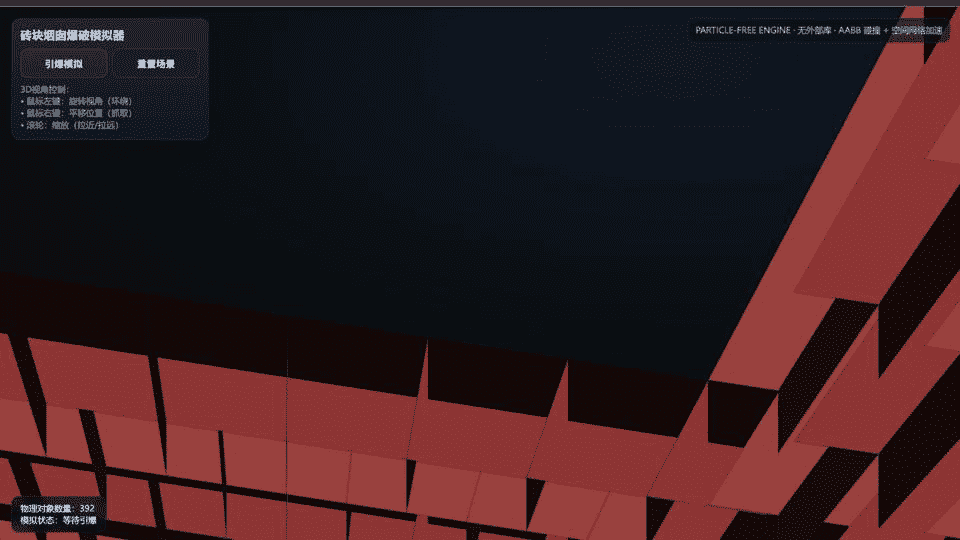 砖块烟囱爆破模拟器
引爆模拟
重置场景
3D视角控制:
• 鼠标左键: 旋转视角 (环绕)
• 鼠标右键: 平移位置 (抓取)
• 滚轮: 缩放 (拉近/拉远)
PARTICLE-FREE ENGINE · 无外部库 · AABB 碰撞 + 空间网格加速
物理对象数量: 392
模拟状态: 等待引爆